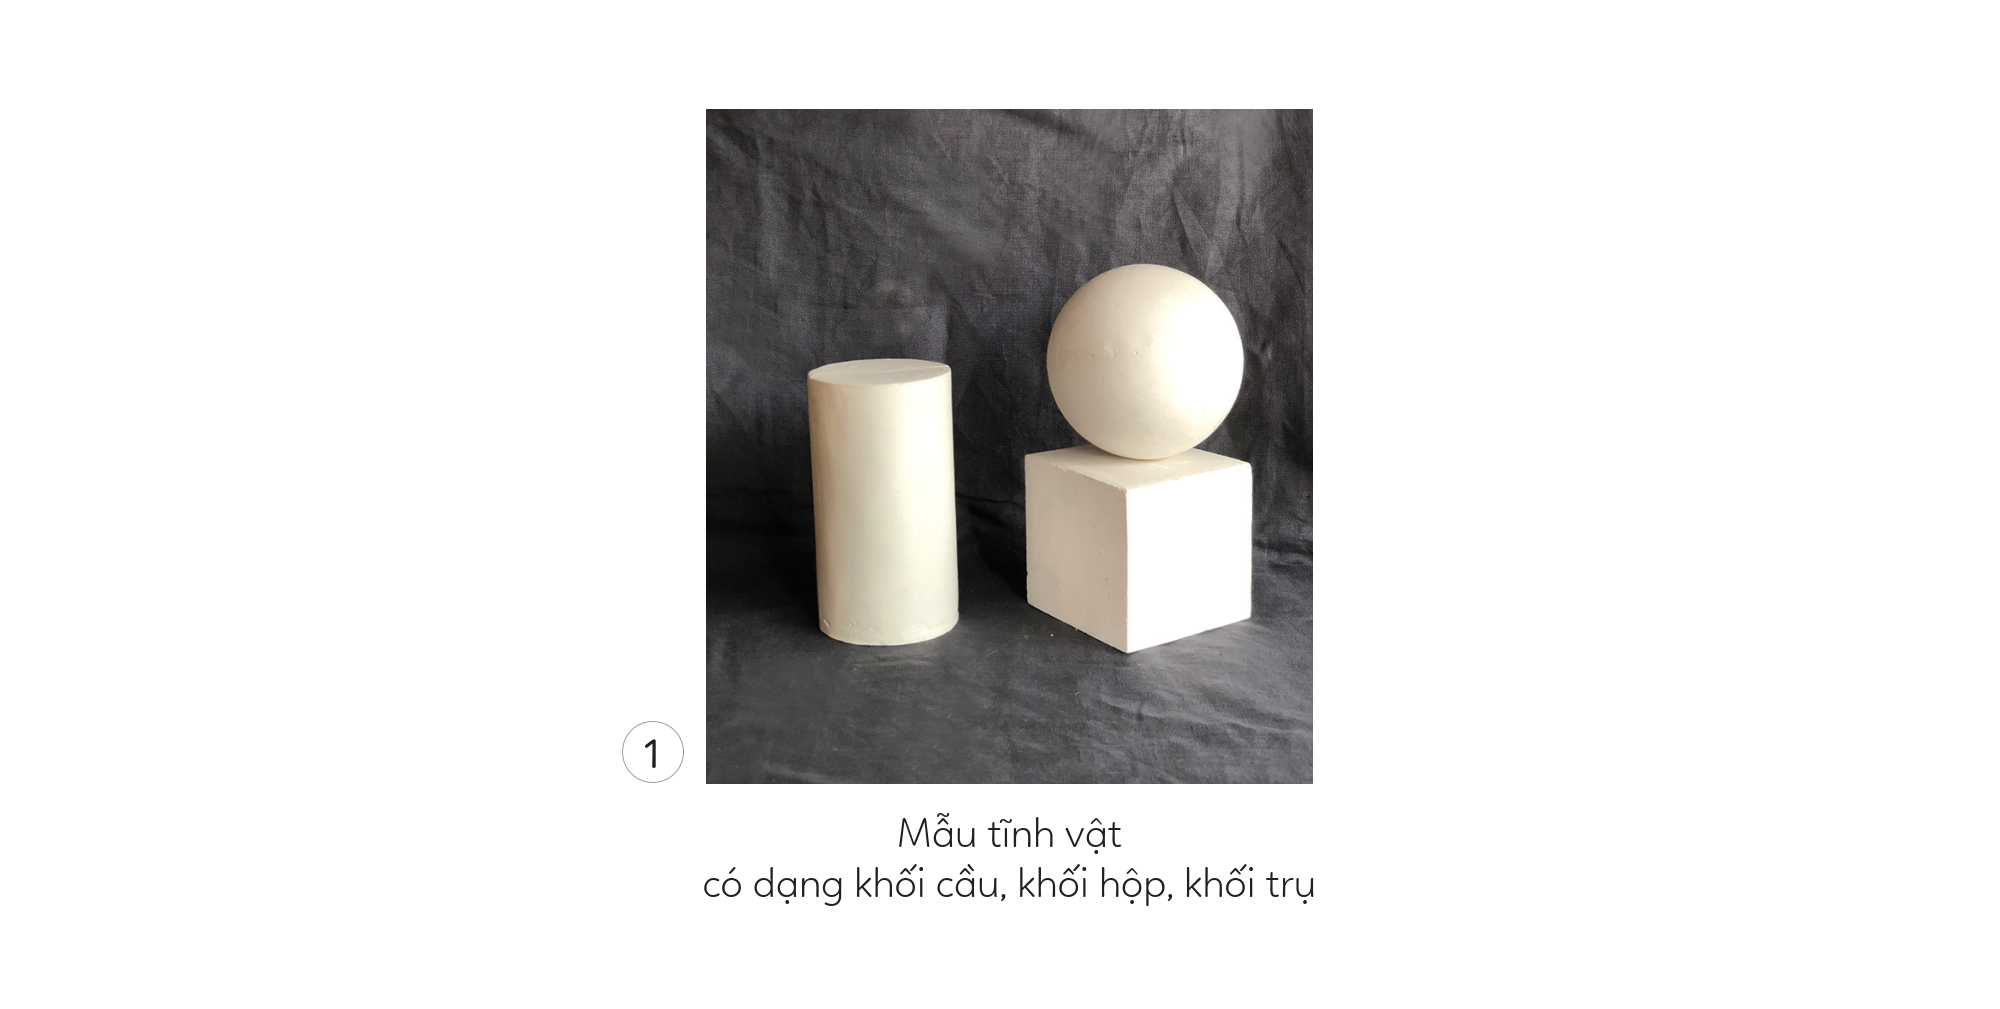 1
Mẫu tĩnh vật
có dạng khối cầu, khối hộp, khối trụ